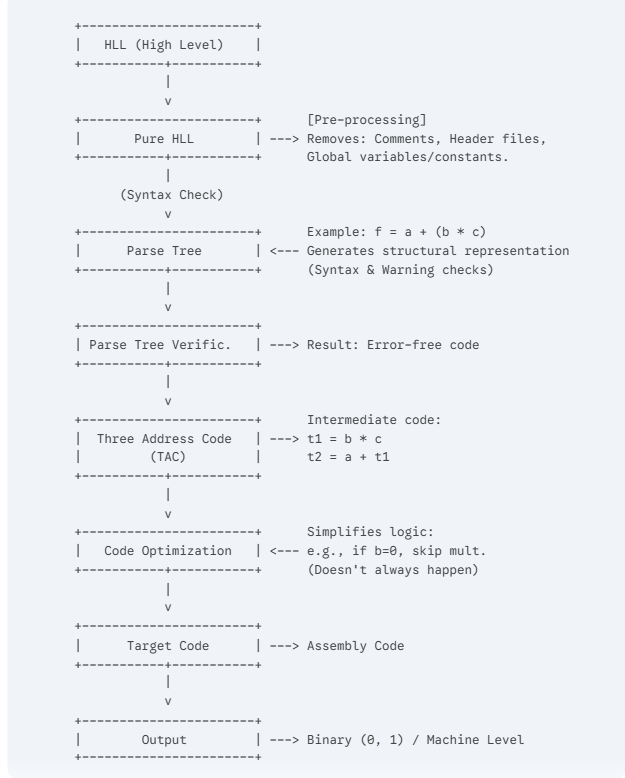 HLL (High Level)
[Pre-processing]
Pure HLL ---> Removes: Comments, Header files,
Global variables/constants.
(Syntax Check)
Example: f = a + (b * c)
Parse Tree <--- Generates structural representation
(Syntax & Warning checks)
Parse Tree Verific. ---> Result: Error-free code
Intermediate code:
Three Address Code ---> t1 = b * c
(TAC) t2 = a + t1
Simplifies logic:
Code Optimization <--- e.g., if b=0, skip mult.
(Doesn't always happen)
Target Code ---> Assembly Code
Output ---> Binary (0, 1) / Machine Level